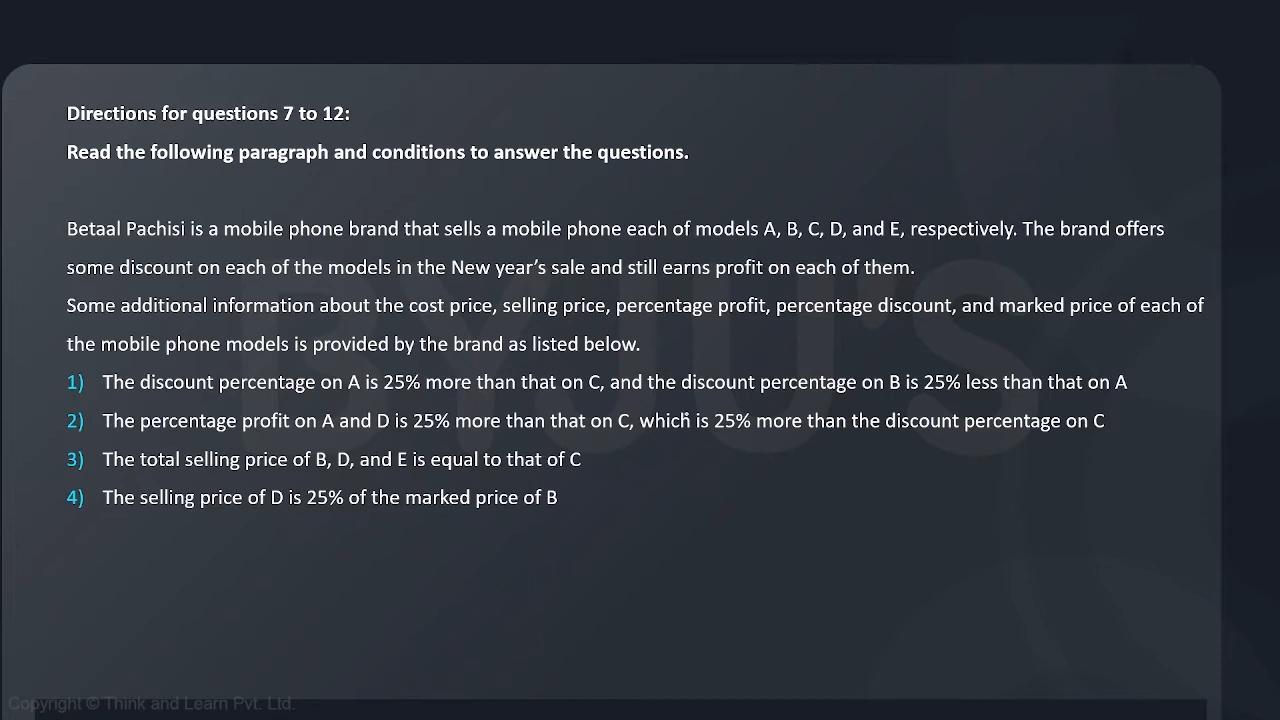 Directions for questions 7 to 12:
Read the following paragraph and conditions to answer the questions.
Betaal Pachisi is a mobile phone brand that sells a mobile phone each of models A, B, C, D, and E, respectively. The brand offers
some discount on each of the models in the New year's sale and still earns profit on each of them.
Some additional information about the cost price, selling price, percentage profit, percentage discount, and marked price of each of
the mobile phone models is provided by the brand as listed below.
1) The discount percentage on A is 25% more than that on C, and the discount percentage on B is 25% less than that on A
2) The percentage profit on A and D is 25% more than that on C, which is 25% more than the discount percentage on C
3) The total selling price of B, D, and E is equal to that of C
4) The selling price of D is 25% of the marked price of B
BYJU'S
Copyright © Think and Learn Pvt. Ltd.